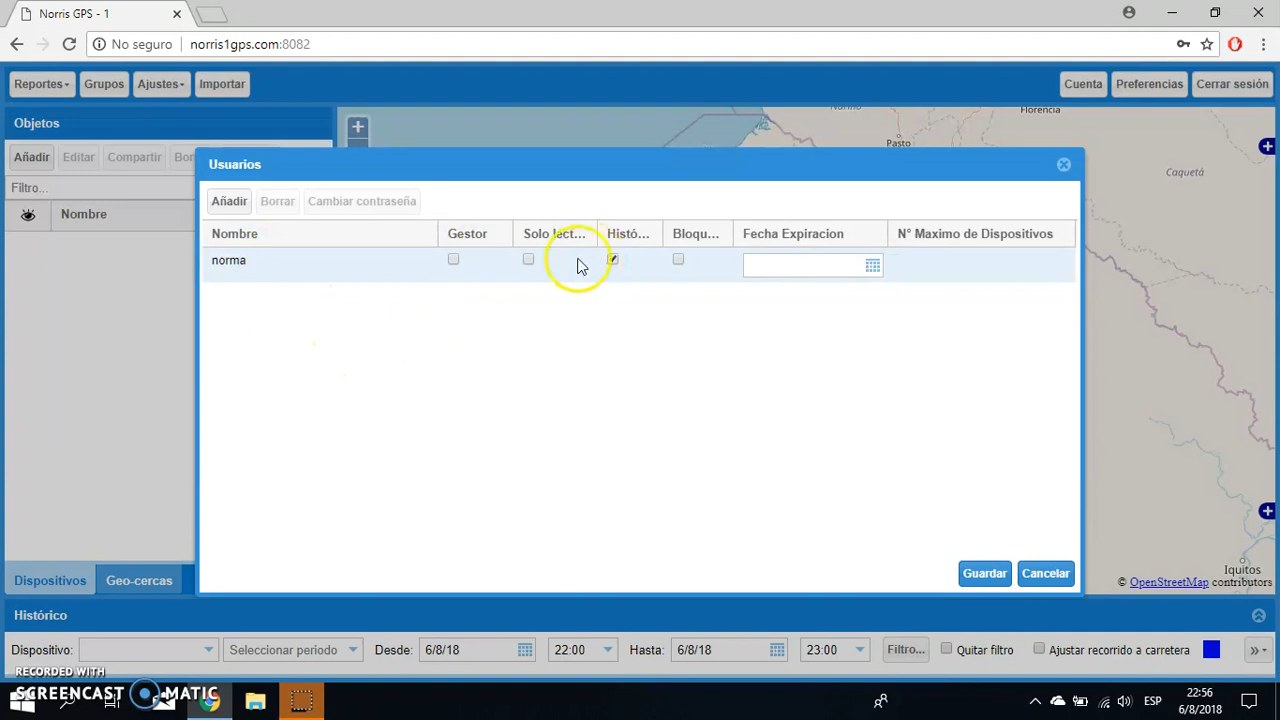 Norris GPS - 1
No seguro norris1gps.com:8082
Reportes Grupos Ajustes Importar Cuenta Preferencias Cerrar sesión
Objetos
Añadir Editar Compartir Bor
Filtro...
Nombre
Florencia
Pasto
Caquetá
Usuarios
Añadir Borrar Cambiar contraseña
Nombre Gestor Solo lect... Histó... Bloqu... Fecha Expiracion N° Maximo de Dispositivos
norma
Guardar Cancelar
Iquitos
© OpenStreetMap contributors
Dispositivos Geo-cercas
Histórico
Dispositivo: Seleccionar periodo Desde: 6/8/18 22:00 Hasta: 6/8/18 23:00 Filtro... Quitar filtro Ajustar recorrido a carretera
RECORDED WITH
SCREENCAST MATIC
ESP
22:56
6/8/2018